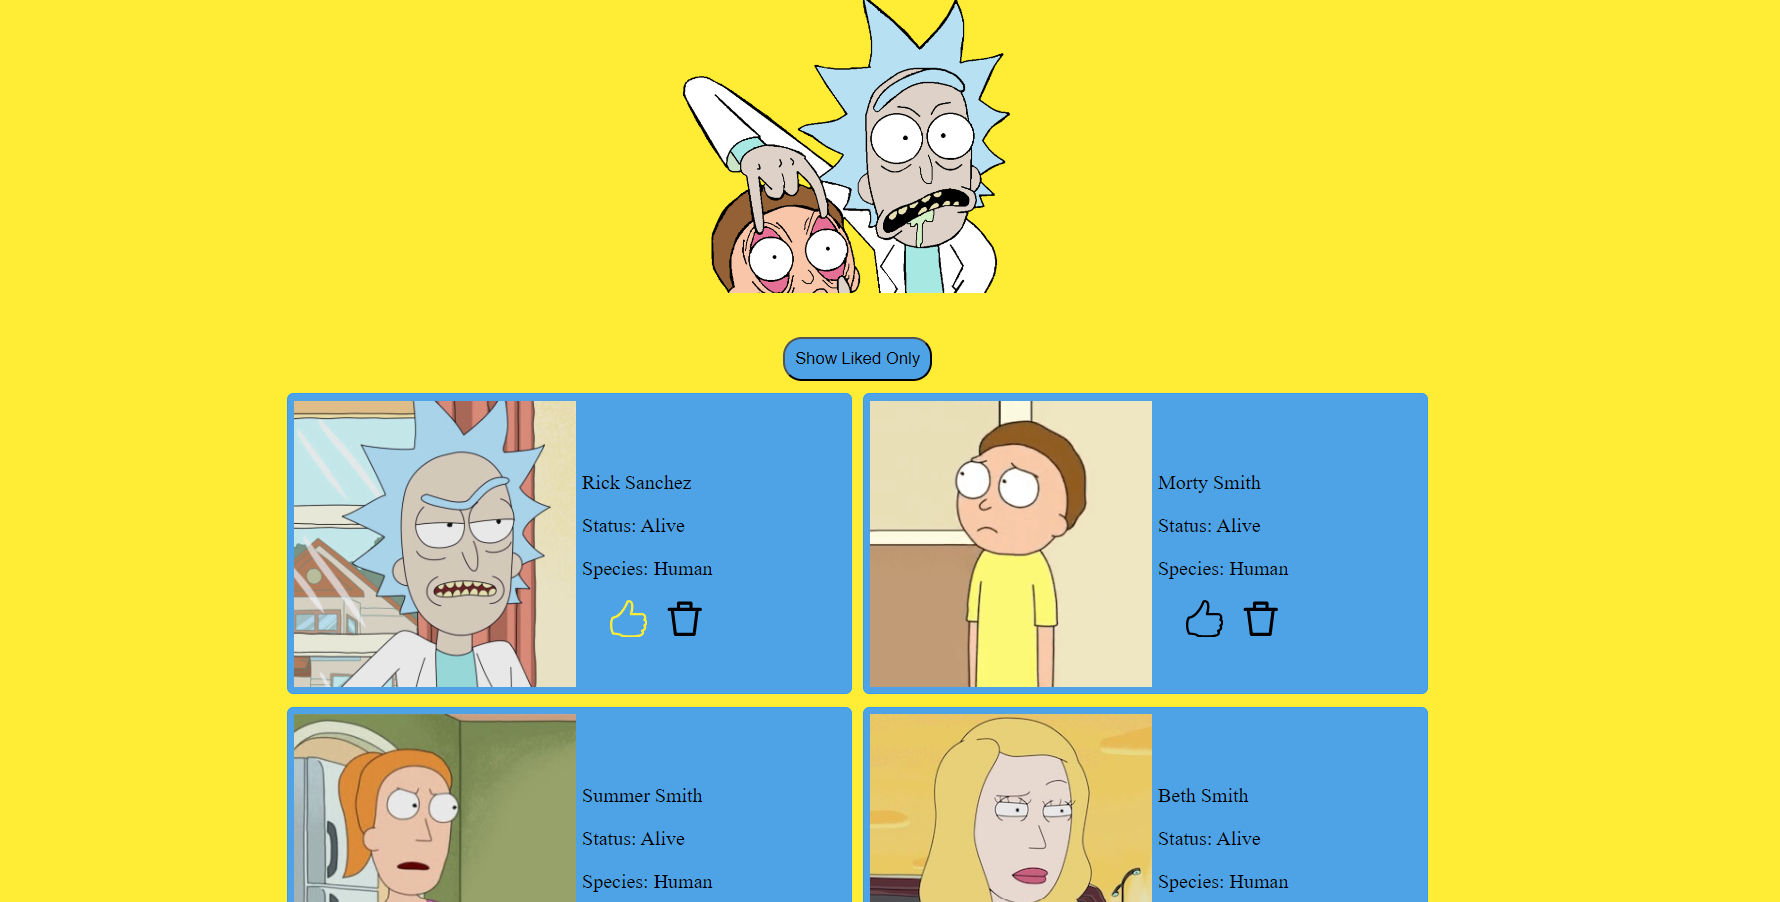 Show Liked Only
Rick Sanchez
Status: Alive
Species: Human
Morty Smith
Status: Alive
Species: Human
Summer Smith
Status: Alive
Species: Human
Beth Smith
Status: Alive
Species: Human